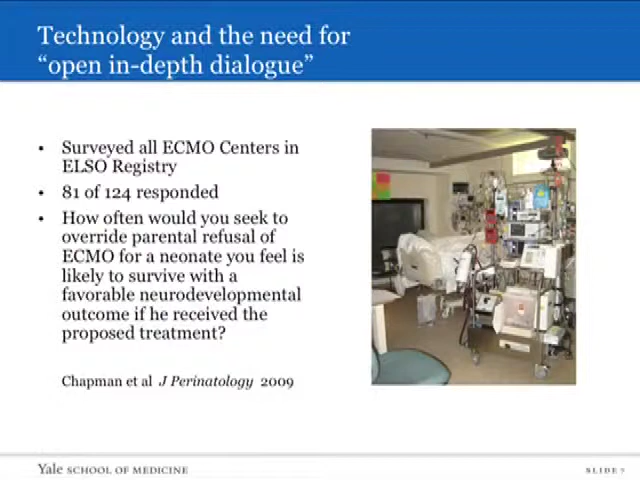 Technology and the need for
“open in-depth dialogue”
• Surveyed all ECMO Centers in
ELSO Registry
• 81 of 124 responded
• How often would you seek to
override parental refusal of
ECMO for a neonate you feel is
likely to survive with a
favorable neurodevelopmental
outcome if he received the
proposed treatment?
Chapman et al J Perinatology 2009
Yale SCHOOL OF MEDICINE
SLIDE 7